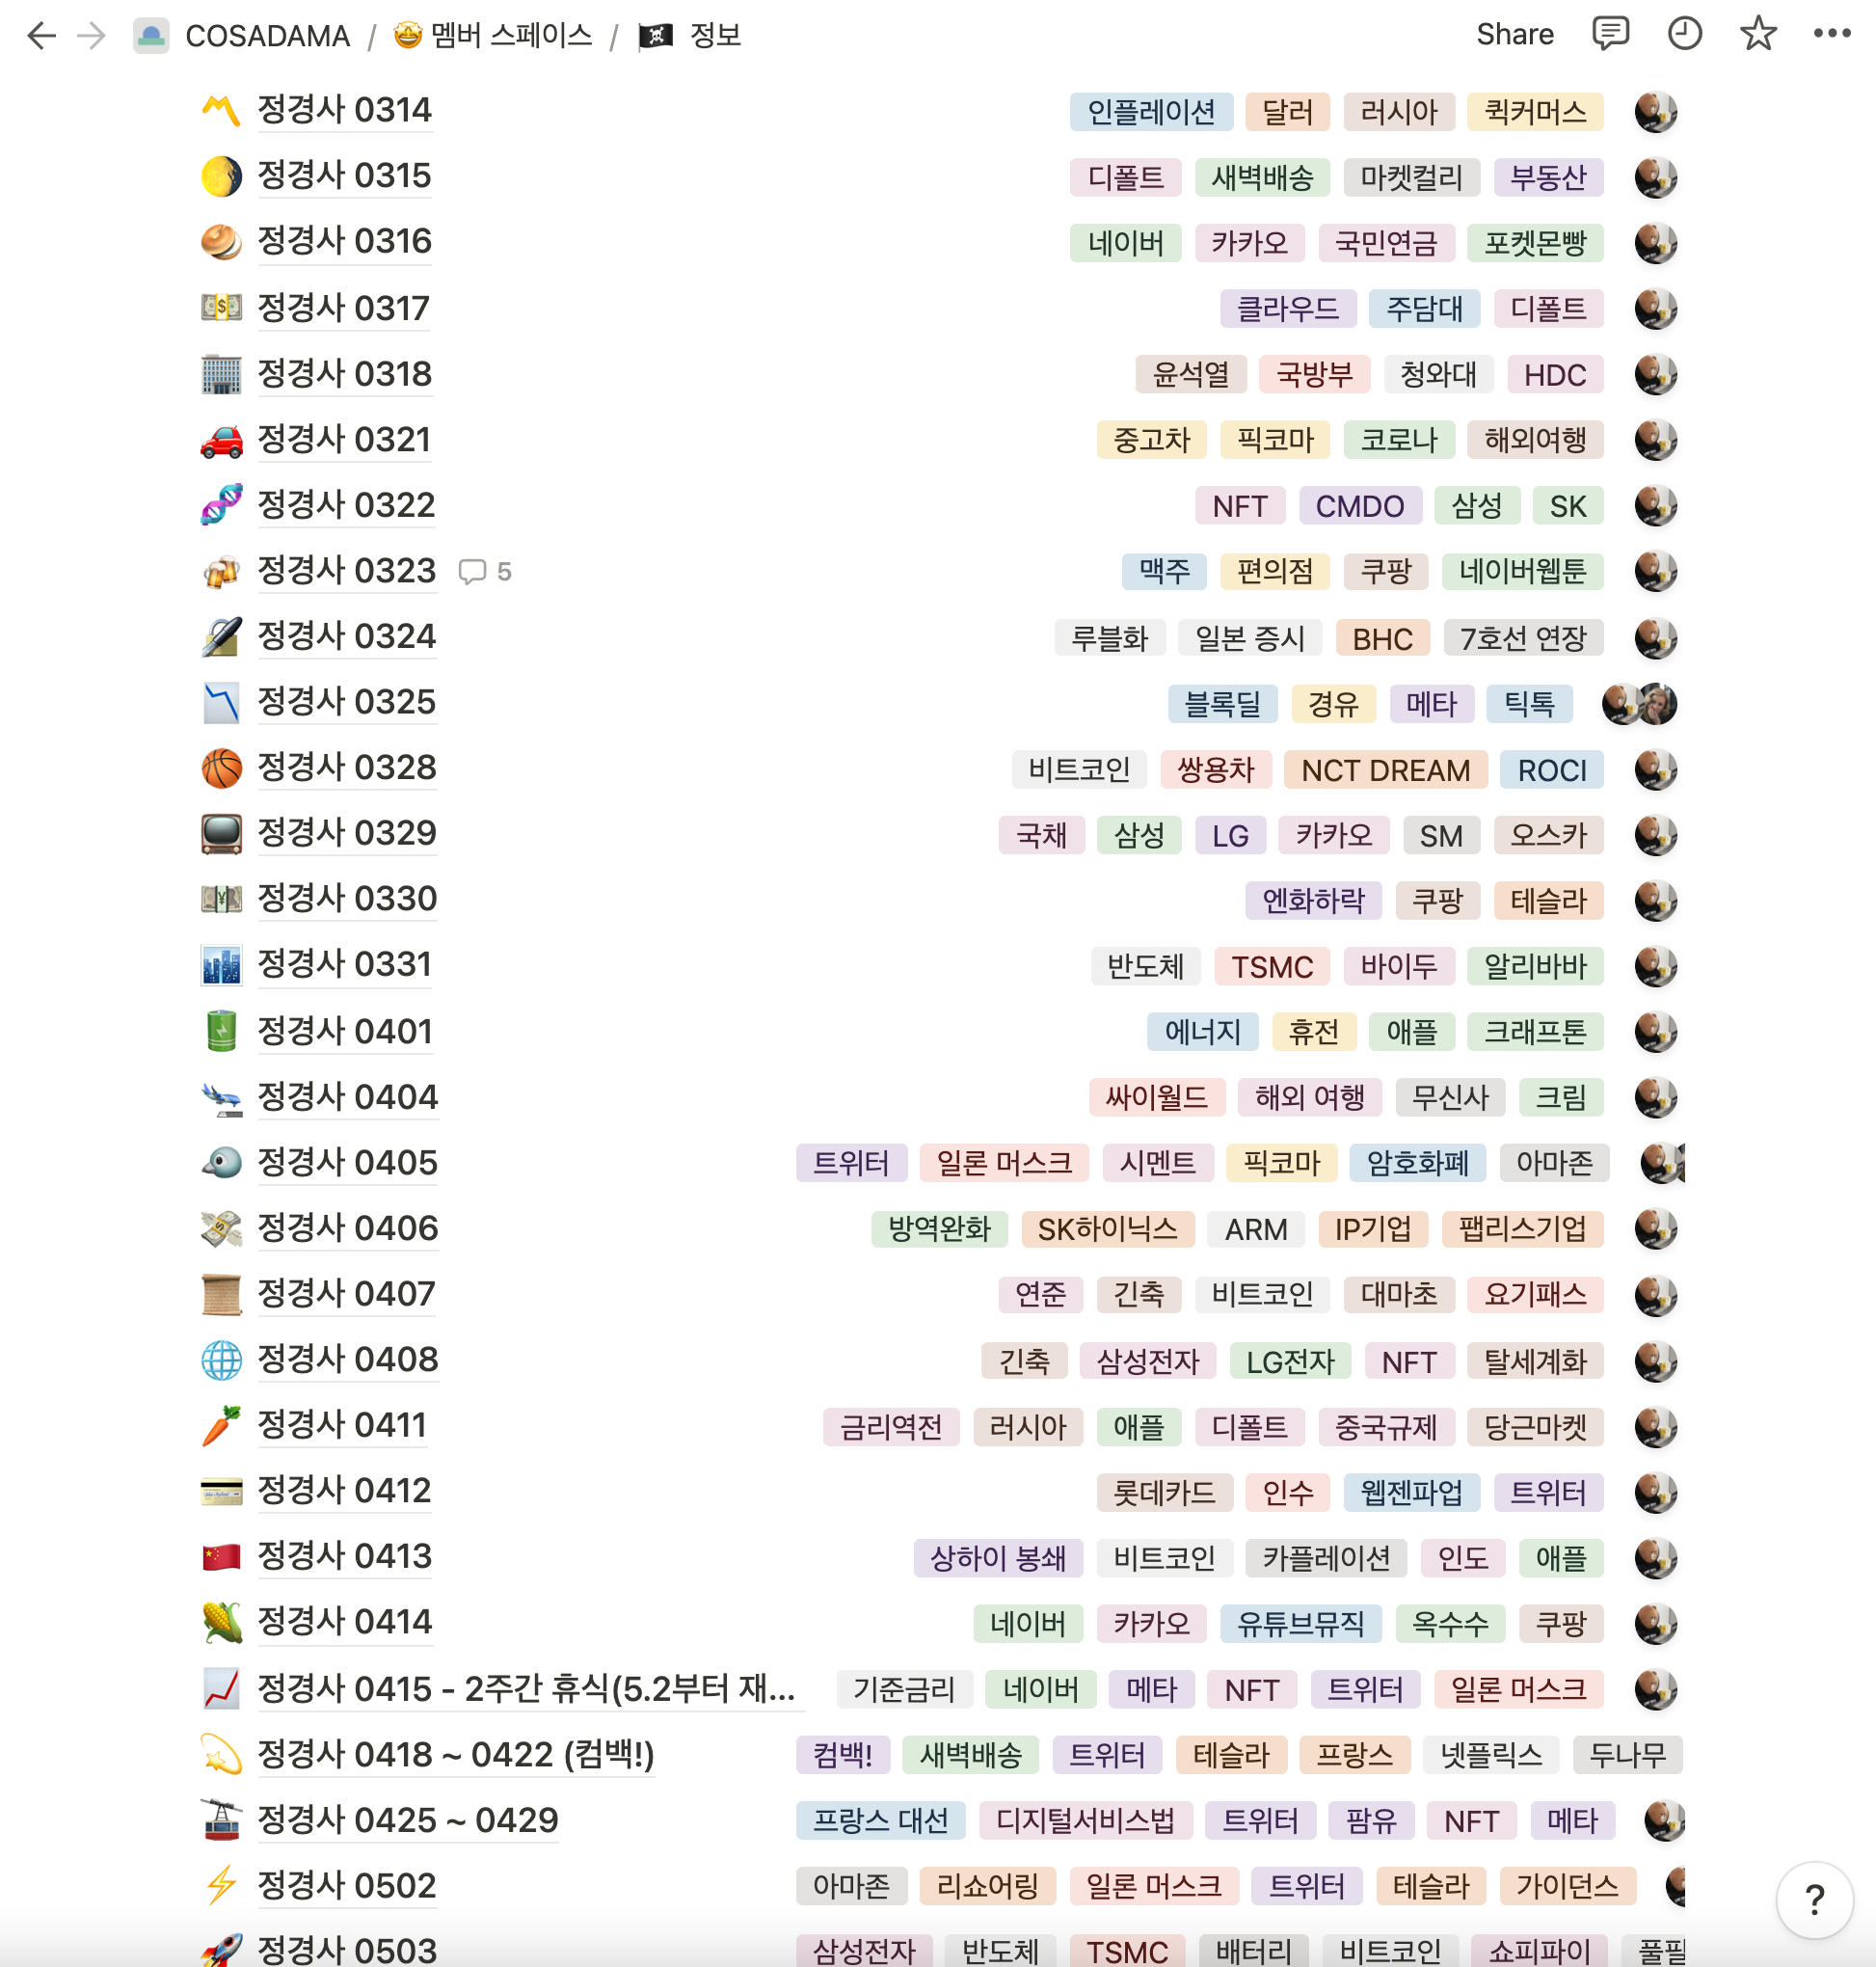 COSADAMA / 멤버 스페이스 / 정보 Share
정경사 0314 인플레이션 달러 러시아 퀵커머스
정경사 0315 디폴트 새벽배송 마켓컬리 부동산
정경사 0316 네이버 카카오 국민연금 포켓몬빵
정경사 0317 클라우드 주담대 디폴트
정경사 0318 윤석열 국방부 청와대 HDC
정경사 0321 중고차 픽코마 코로나 해외여행
정경사 0322 NFT CMDO 삼성 SK
정경사 0323 5 맥주 편의점 쿠팡 네이버웹툰
정경사 0324 루블화 일본 증시 BHC 7호선 연장
정경사 0325 블록딜 경유 메타 틱톡
정경사 0328 비트코인 쌍용차 NCT DREAM ROCI
정경사 0329 국채 삼성 LG 카카오 SM 오스카
정경사 0330 엔화하락 쿠팡 테슬라
정경사 0331 반도체 TSMC 바이두 알리바바
정경사 0401 에너지 휴전 애플 크래프톤
정경사 0404 싸이월드 해외 여행 무신사 크림
정경사 0405 트위터 일론 머스크 시멘트 픽코마 암호화폐 아마존
정경사 0406 방역완화 SK하이닉스 ARM IP기업 팹리스기업
정경사 0407 연준 긴축 비트코인 대마초 요기패스
정경사 0408 긴축 삼성전자 LG전자 NFT 탈세계화
정경사 0411 금리역전 러시아 애플 디폴트 중국규제 당근마켓
정경사 0412 롯데카드 인수 웹젠파업 트위터
정경사 0413 상하이 봉쇄 비트코인 카플레이션 인도 애플
정경사 0414 네이버 카카오 유튜브뮤직 옥수수 쿠팡
정경사 0415 - 2주간 휴식(5.2부터 재... 기준금리 네이버 메타 NFT 트위터 일론 머스크
정경사 0418 ~ 0422 (컴백!) 컴백! 새벽배송 트위터 테슬라 프랑스 넷플릭스 두나무
정경사 0425 ~ 0429 프랑스 대선 디지털서비스법 트위터 팜유 NFT 메타
정경사 0502 아마존 리쇼어링 일론 머스크 트위터 테슬라 가이던스
?
정경사 0503 삼성전자 반도체 TSMC 배터리 비트코인 쇼피파이 풀필